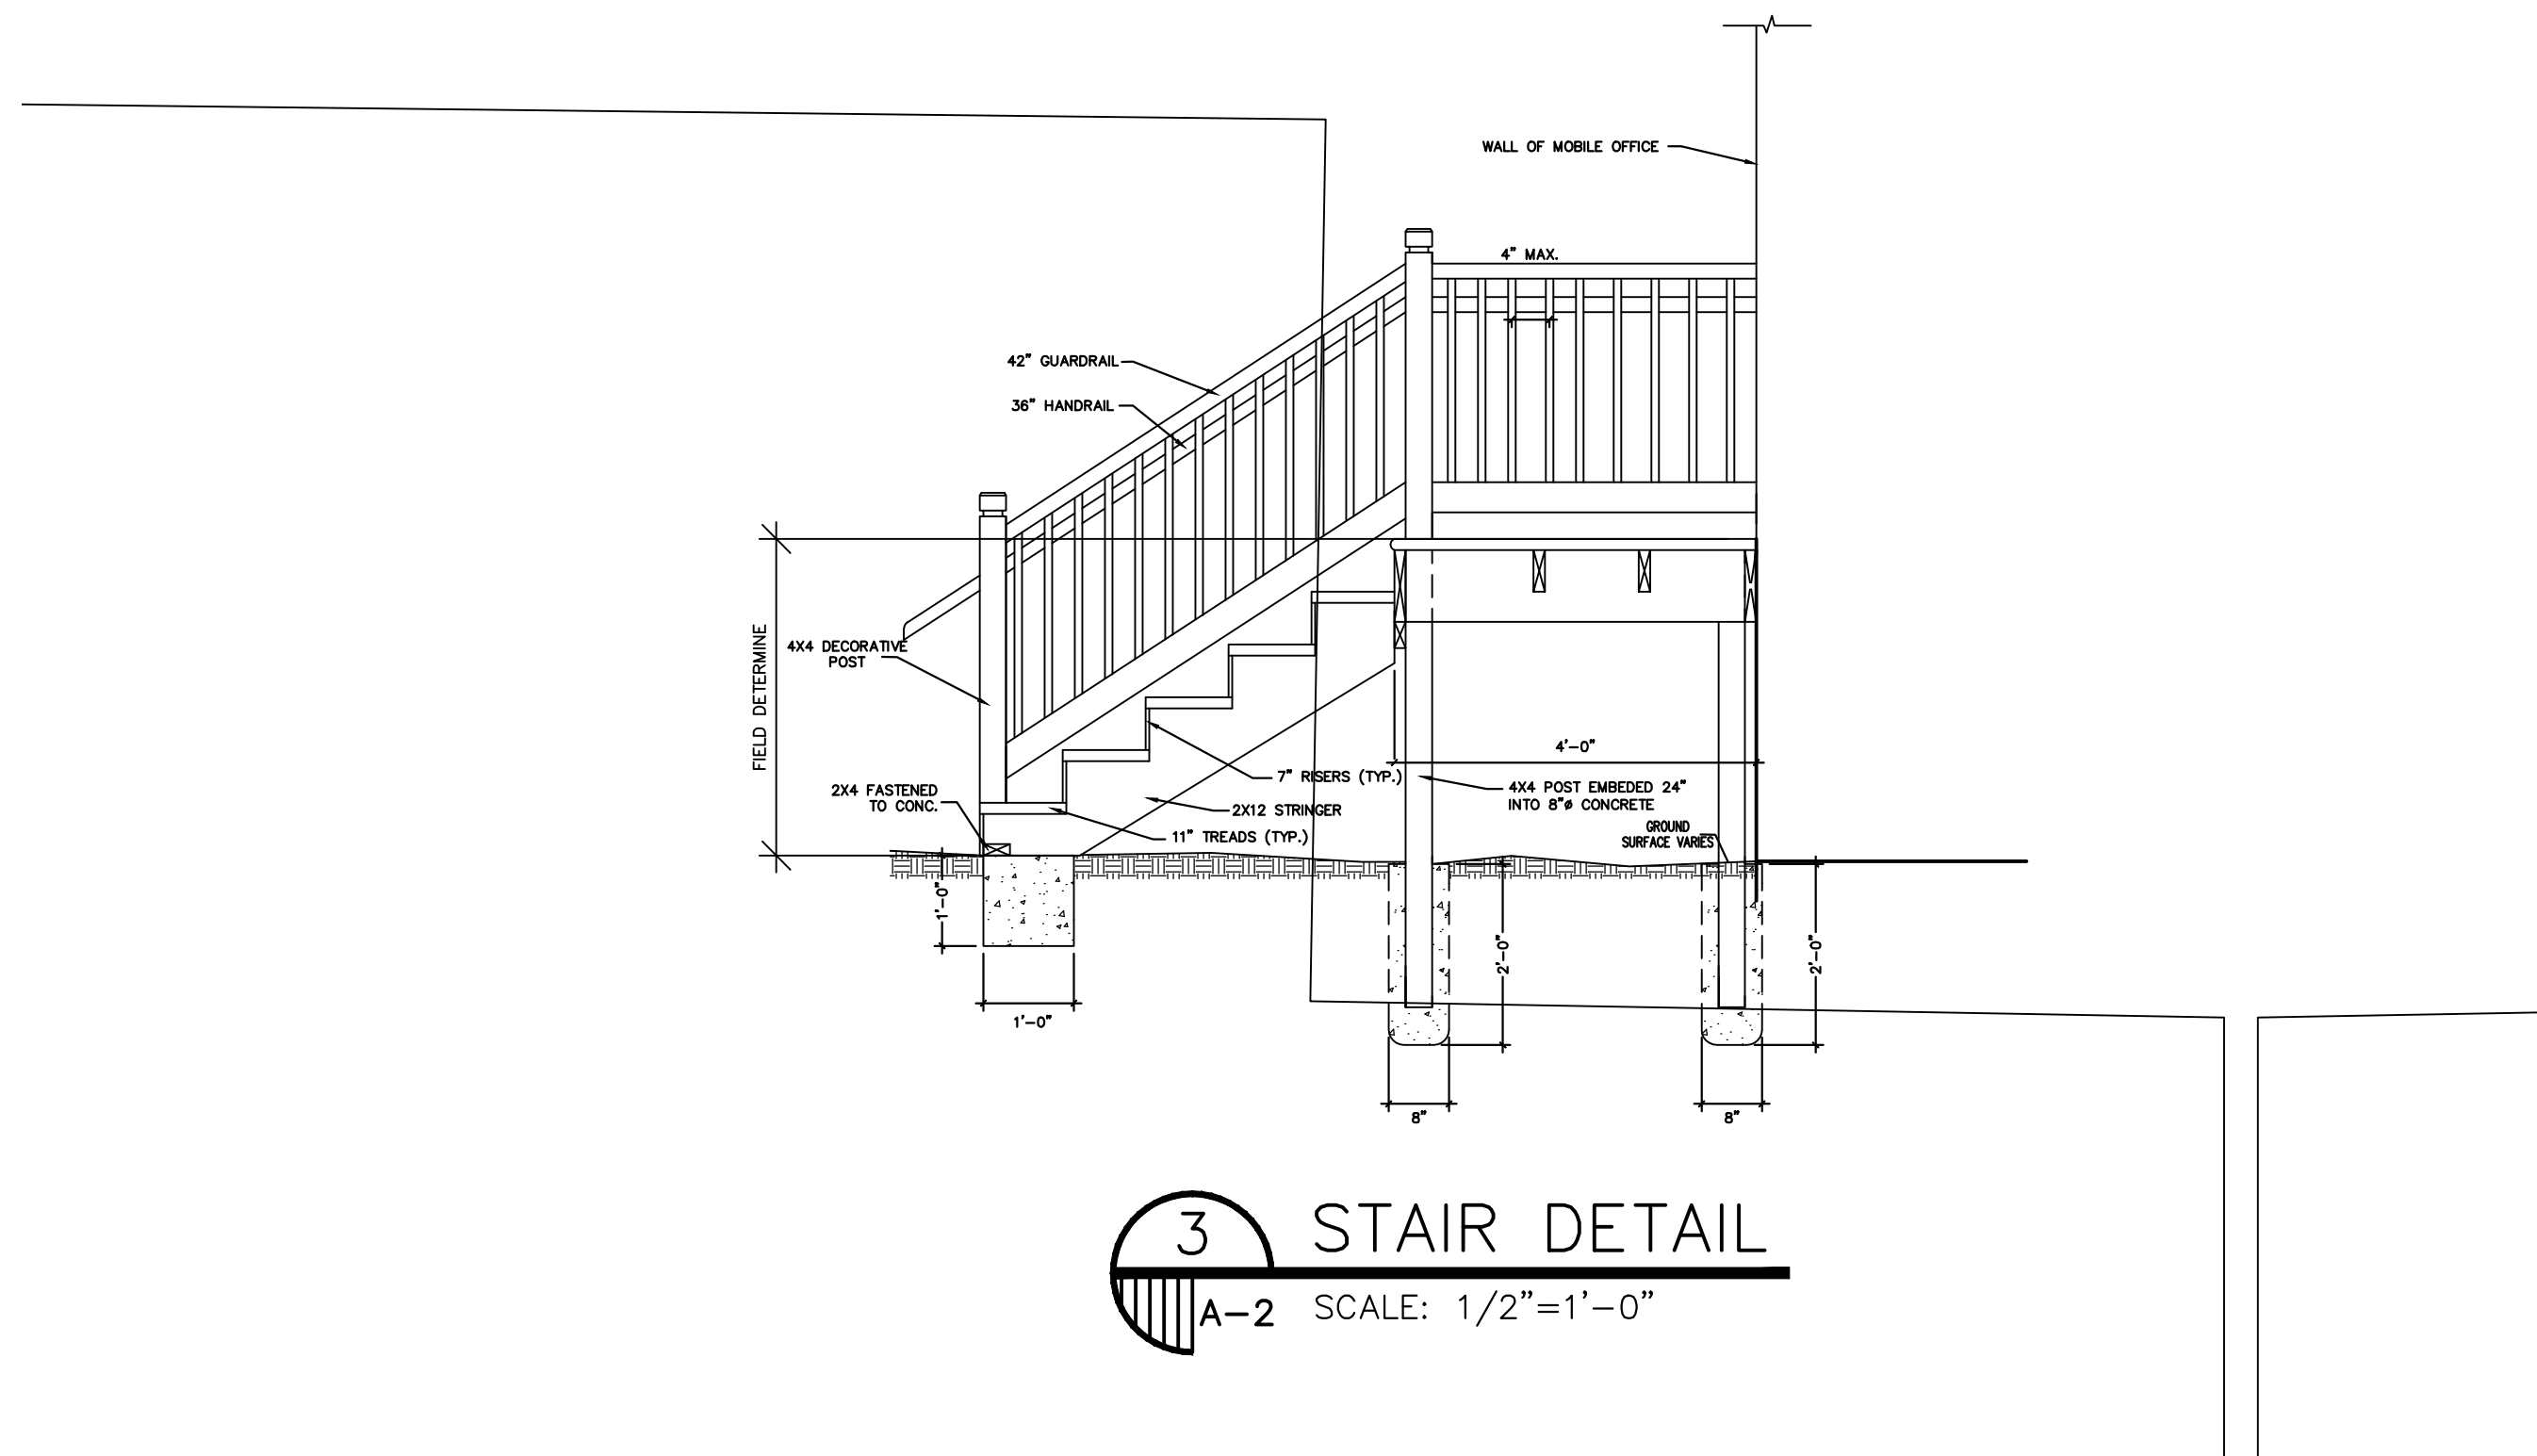 WALL OF MOBILE OFFICE
4" MAX.
42" GUARDRAIL
36" HANDRAIL
FIELD DETERMINE
4X4 DECORATIVE
POST
2X4 FASTENED
TO CONC.
7" RISERS (TYP.)
2X12 STRINGER
11" TREADS (TYP.)
4'-0"
4X4 POST EMBEDED 24"
INTO 8"ø CONCRETE
GROUND
SURFACE VARIES
1'-0"
1'-0"
2'-0"
2'-0"
8"
8"
3
STAIR DETAIL
A-2
SCALE: 1/2"=1'-0"